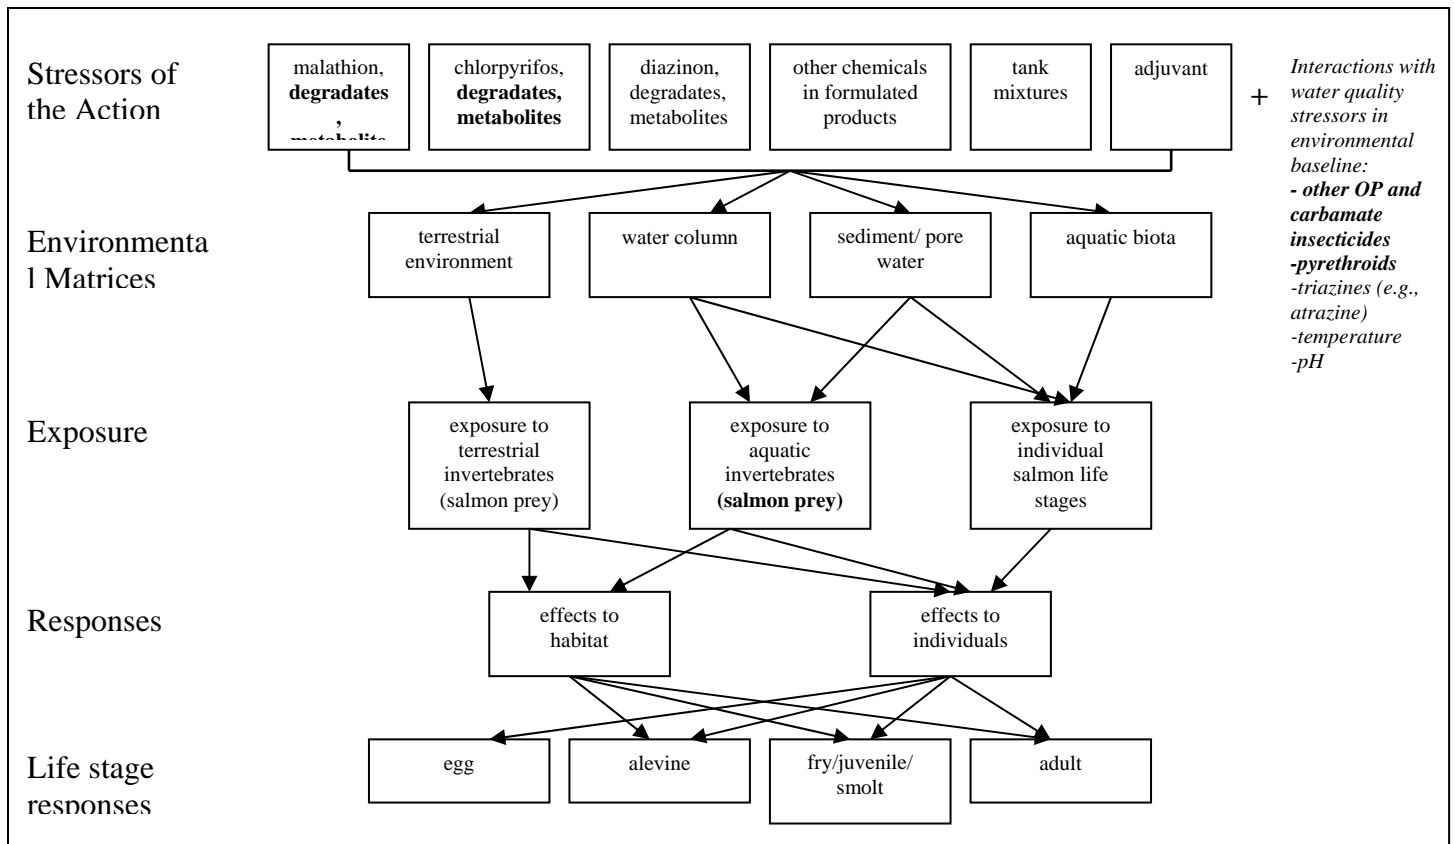 Stressors of
the Action
malathion,
degradates
,
metabolite
chlorpyrifos,
degradates,
metabolites
diazinon,
degradates,
metabolites
other chemicals
in formulated
products
tank
mixtures
adjuvant
+
Interactions with
water quality
stressors in
environmental
baseline:
- other OP and
carbamate
insecticides
-pyrethroids
-triazines (e.g.,
atrazine)
-temperature
-pH
Environmenta
l Matrices
terrestrial
environment
water column
sediment/ pore
water
aquatic biota
Exposure
exposure to
terrestrial
invertebrates
(salmon prey)
exposure to
aquatic
invertebrates
(salmon prey)
exposure to
individual
salmon life
stages
Responses
effects to
habitat
effects to
individuals
Life stage
responses
egg
alevine
fry/juvenile/
smolt
adult